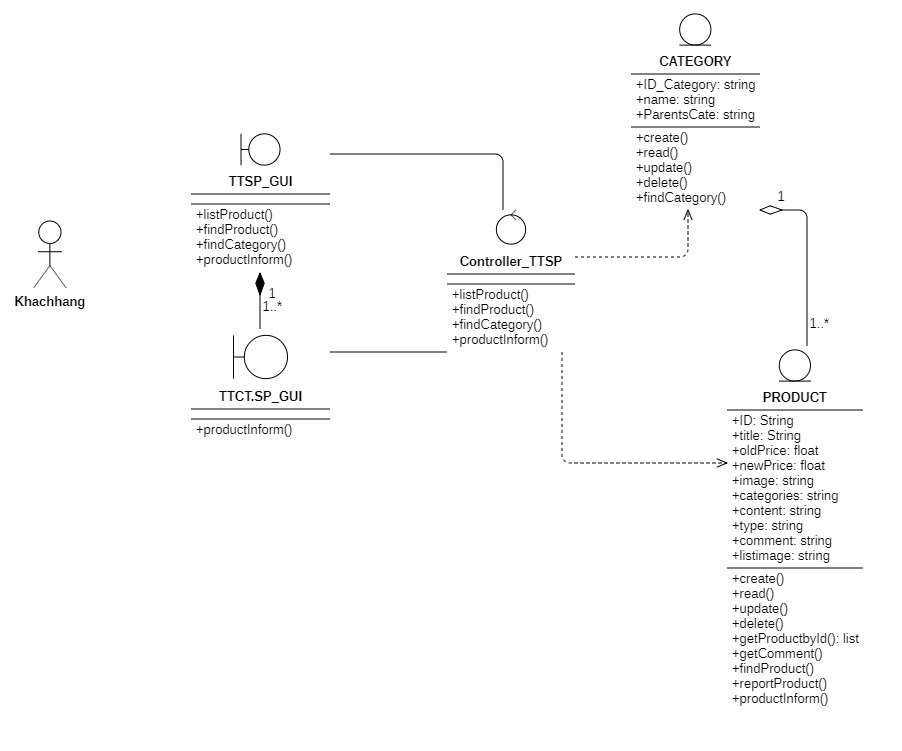 CATEGORY
+ID_Category: string
+name: string
+ParentsCate: string
+create()
+read()
+update()
+delete()
+findCategory()
TTSP_GUI
+listProduct()
+findProduct()
+findCategory()
+productInform()
1
1..*
Khachhang
TTCT.SP_GUI
+productInform()
Controller_TTSP
+listProduct()
+findProduct()
+findCategory()
+productInform()
1
1..*
PRODUCT
+ID: String
+title: String
+oldPrice: float
+newPrice: float
+image: string
+categories: string
+content: string
+type: string
+comment: string
+listimage: string
+create()
+read()
+update()
+delete()
+getProductbyId(): list
+getComment()
+findProduct()
+reportProduct()
+productInform()